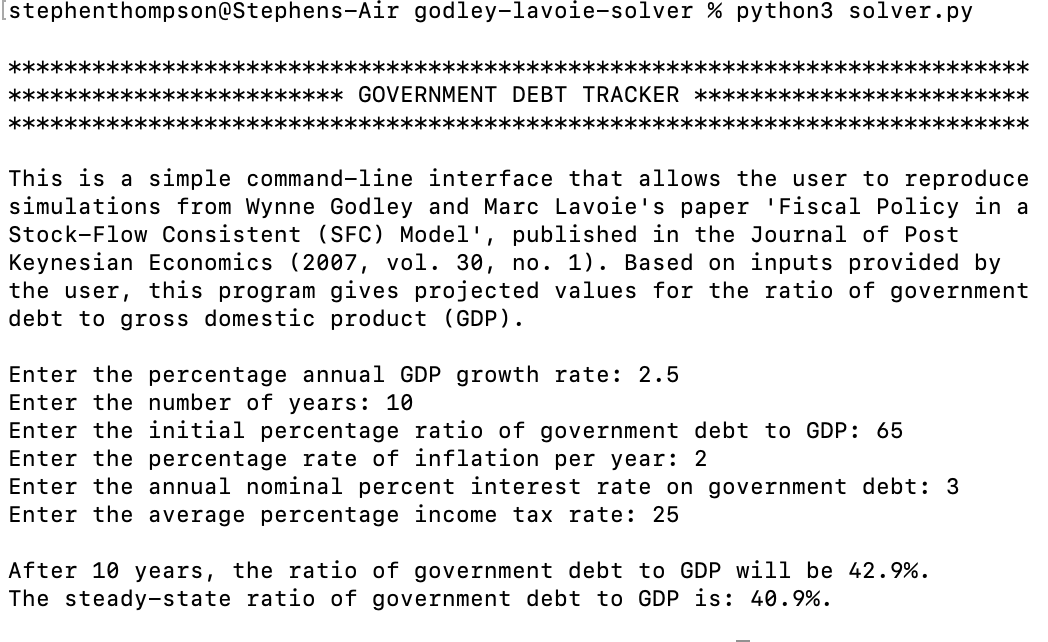 [stephenthompson@Stephens-Air godley-lavoie-solver % python3 solver.py
*************************************************************************
************************ GOVERNMENT DEBT TRACKER ************************
*************************************************************************
This is a simple command-line interface that allows the user to reproduce
simulations from Wynne Godley and Marc Lavoie's paper 'Fiscal Policy in a
Stock-Flow Consistent (SFC) Model', published in the Journal of Post
Keynesian Economics (2007, vol. 30, no. 1). Based on inputs provided by
the user, this program gives projected values for the ratio of government
debt to gross domestic product (GDP).
Enter the percentage annual GDP growth rate: 2.5
Enter the number of years: 10
Enter the initial percentage ratio of government debt to GDP: 65
Enter the percentage rate of inflation per year: 2
Enter the annual nominal percent interest rate on government debt: 3
Enter the average percentage income tax rate: 25
After 10 years, the ratio of government debt to GDP will be 42.9%.
The steady-state ratio of government debt to GDP is: 40.9%.